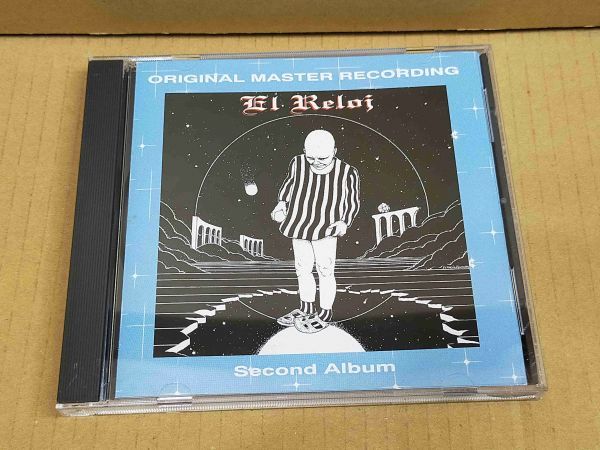 ORIGINAL MASTER RECORDING
El Reloj
Second Album